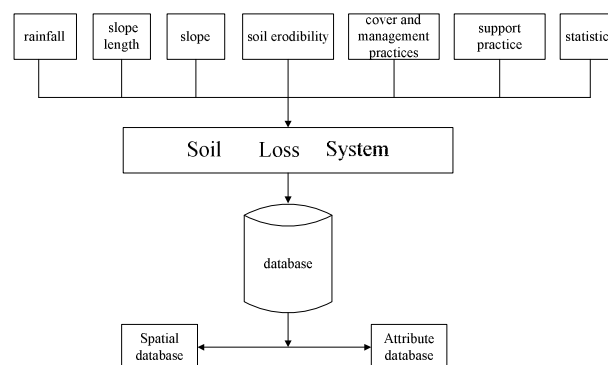 rainfall
slope
length
slope
soil erodibility
cover and
management
practices
support
practice
statistic
Soil Loss System
database
Spatial
database
Attribute
database